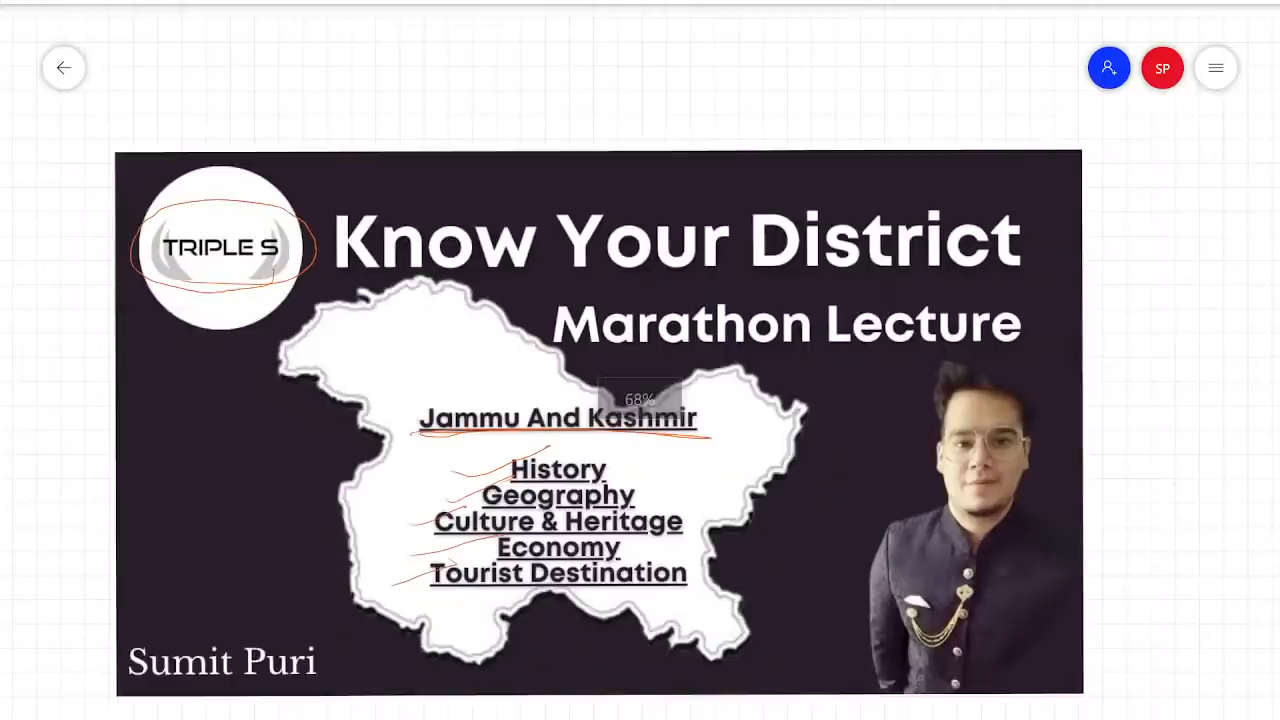 SP
TRIPLE S
Know Your District
Marathon Lecture
68%
Jammu And Kashmir
History
Geography
Culture & Heritage
Economy
Tourist Destination
Sumit Puri